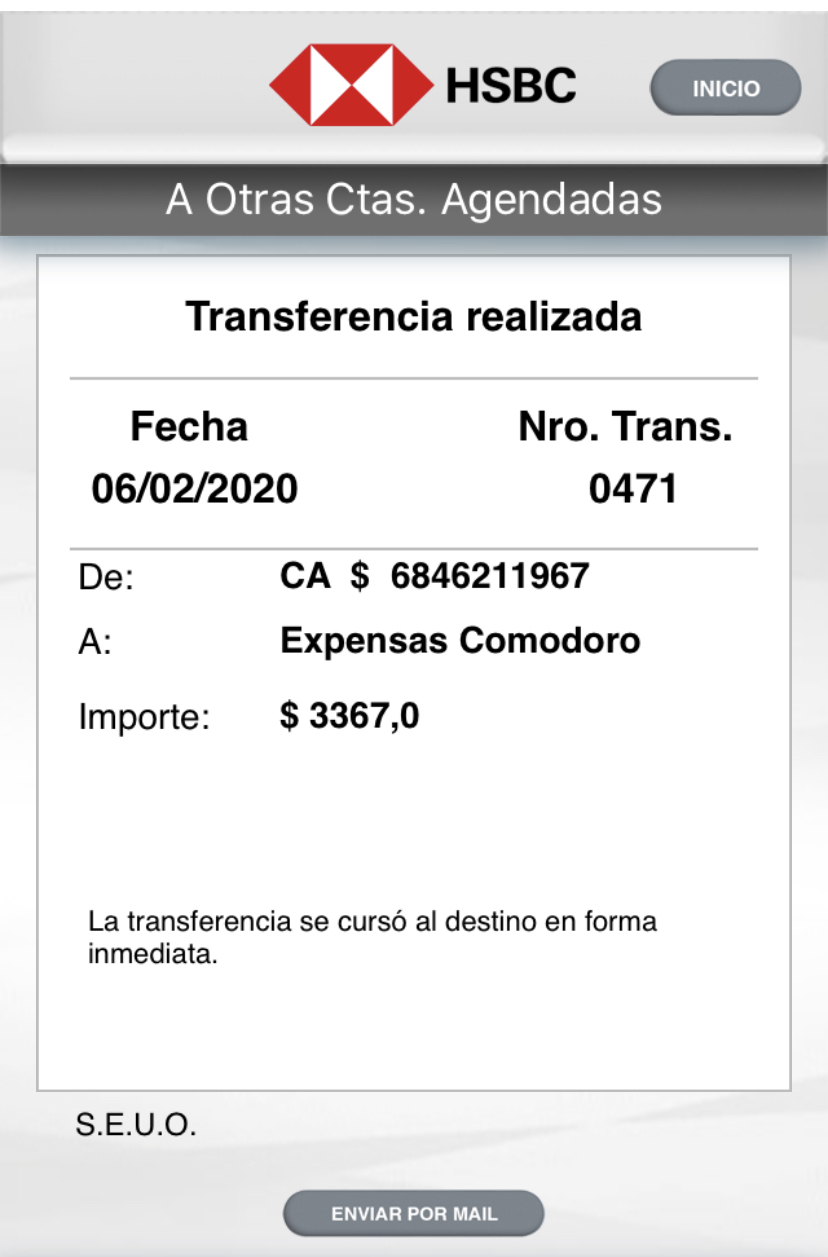 HSBC
INICIO
A Otras Ctas. Agendadas
Transferencia realizada
Fecha Nro. Trans.
06/02/2020 0471
De: CA $ 6846211967
A: Expensas Comodoro
Importe: $ 3367,0
La transferencia se cursó al destino en forma
inmediata.
S.E.U.O.
ENVIAR POR MAIL